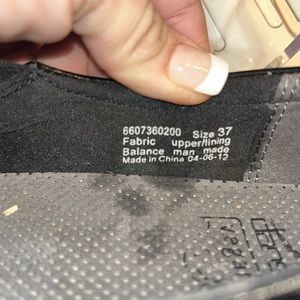 6607360200 Size 37
Fabric upper/lining
Balance man made
Made in China 04-06-12